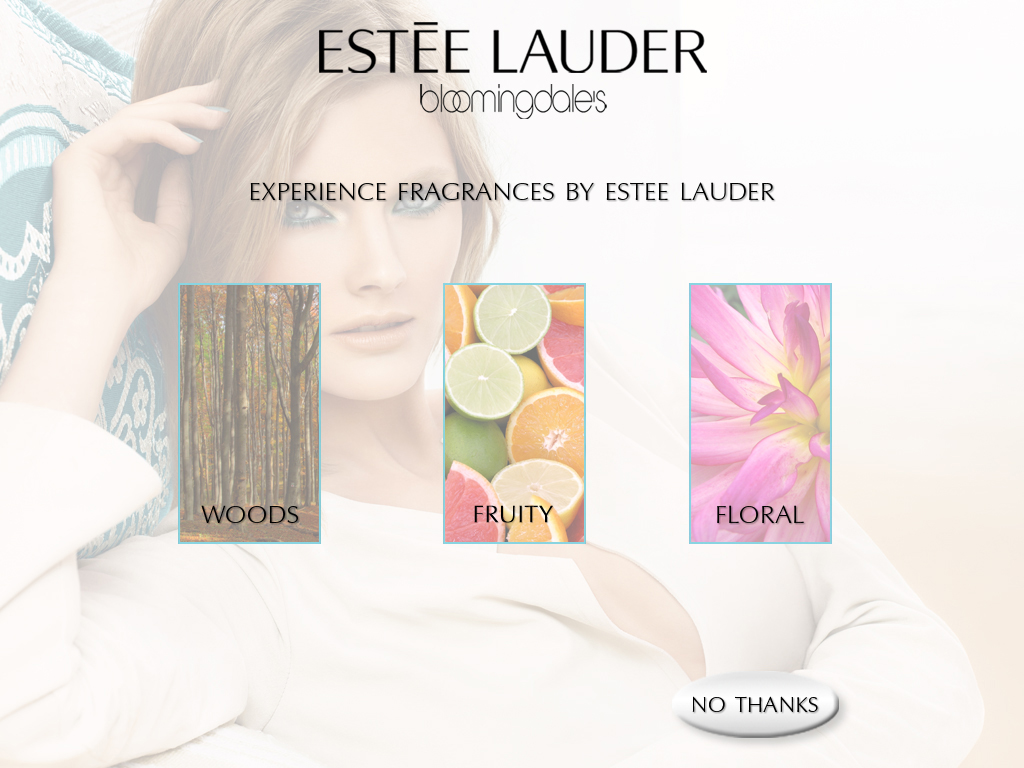 ESTĒE LAUDER
bloomingdale's
EXPERIENCE FRAGRANCES BY ESTEE LAUDER
WOODS
FRUITY
FLORAL
NO THANKS